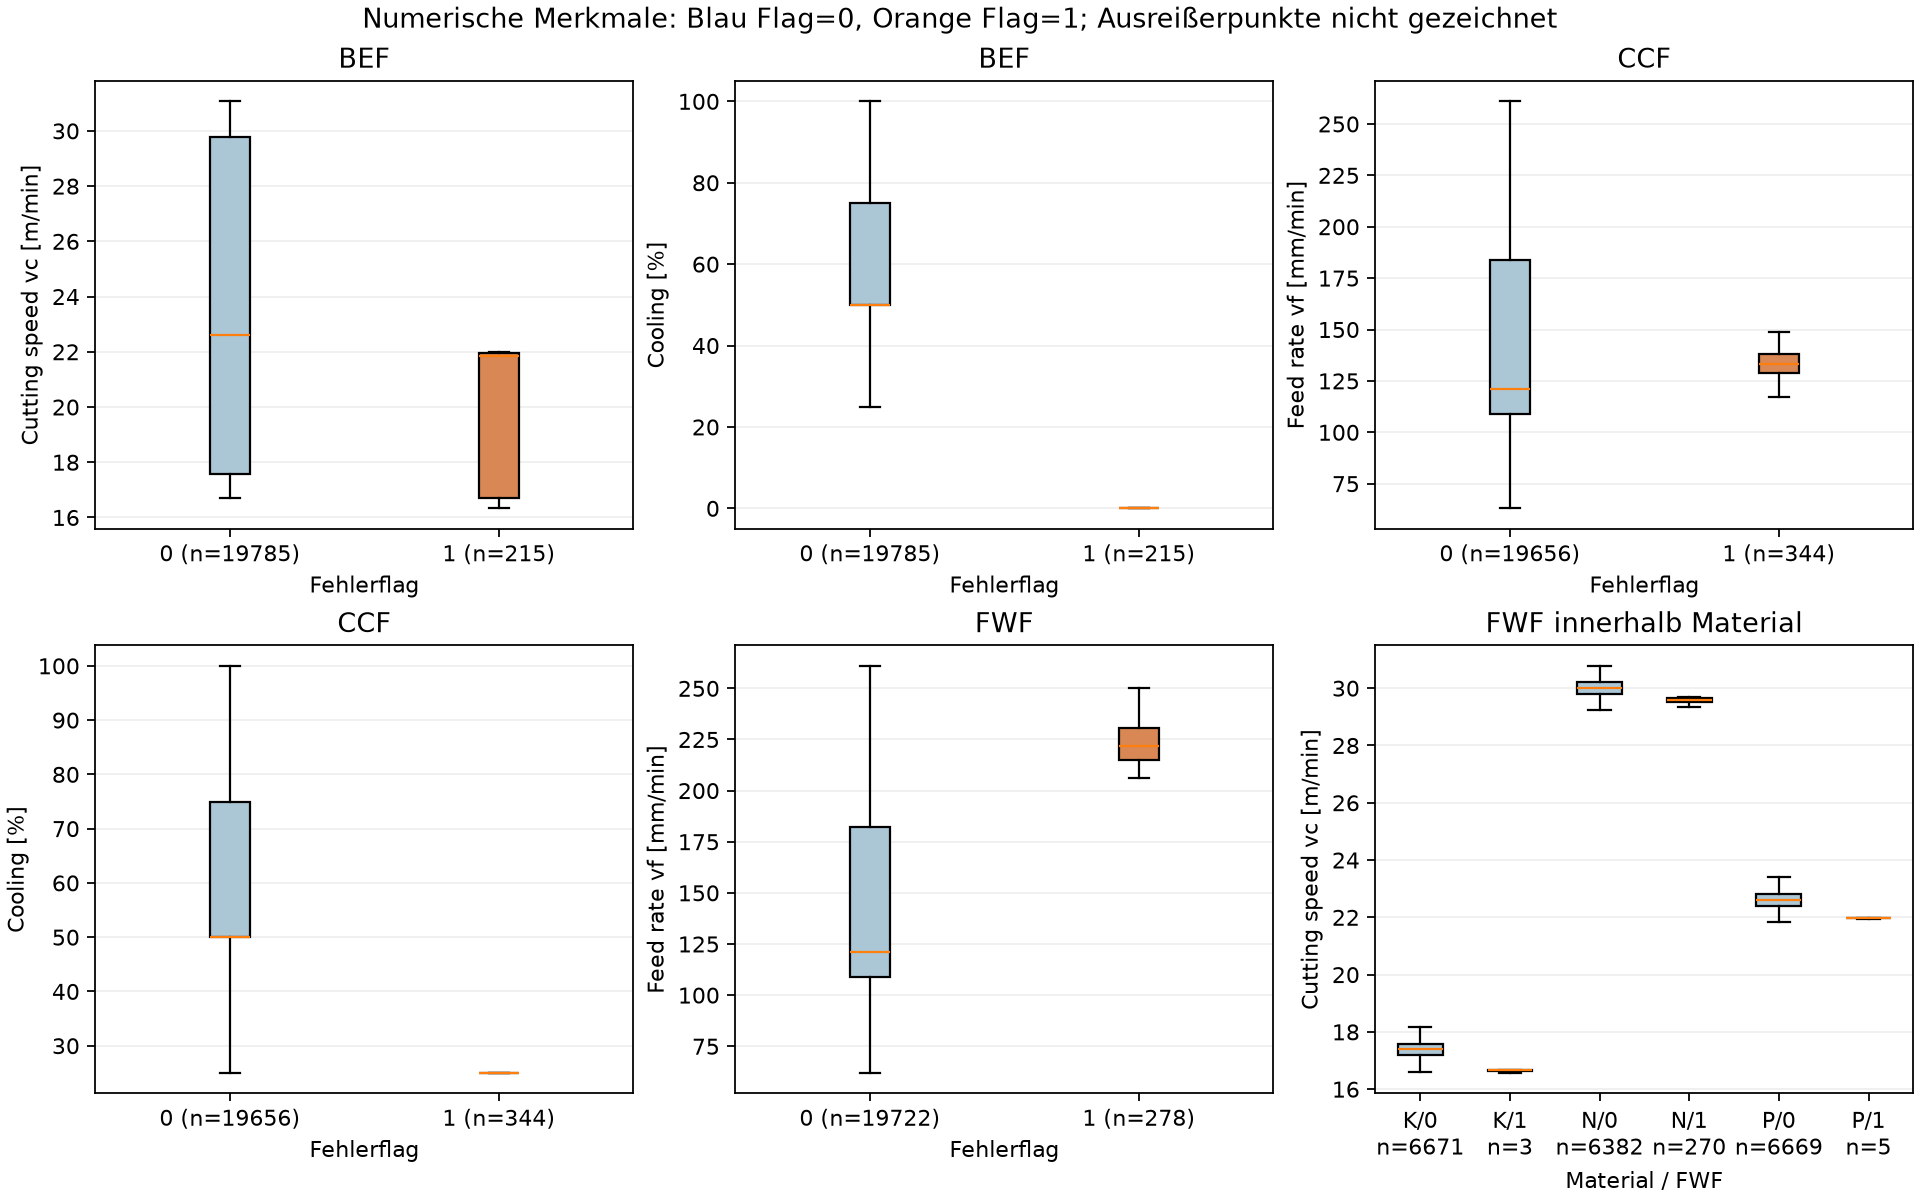 Numerische Merkmale: Blau Flag=0, Orange Flag=1; Ausreißerpunkte nicht gezeichnet
BEF
Cutting speed vc [m/min]
30
28
26
24
22
20
18
16
0 (n=19785)
1 (n=215)
Fehlerflag
BEF
Cooling [%]
100
80
60
40
20
0
0 (n=19785)
1 (n=215)
Fehlerflag
CCF
Feed rate vf [mm/min]
250
225
200
175
150
125
100
75
0 (n=19656)
1 (n=344)
Fehlerflag
CCF
Cooling [%]
100
90
80
70
60
50
40
30
0 (n=19656)
1 (n=344)
Fehlerflag
FWF
Feed rate vf [mm/min]
250
225
200
175
150
125
100
75
0 (n=19722)
1 (n=278)
Fehlerflag
FWF innerhalb Material
Cutting speed vc [m/min]
30
28
26
24
22
20
18
16
K/0 K/1 N/0 N/1 P/0 P/1
n=6671 n=3 n=6382 n=270 n=6669 n=5
Material / FWF